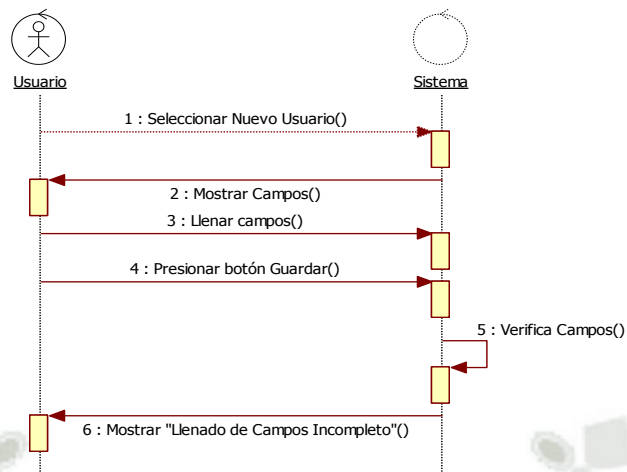 Usuario
Sistema
1 : Seleccionar Nuevo Usuario()
2 : Mostrar Campos()
3 : Llenar campos()
4 : Presionar botón Guardar()
5 : Verifica Campos()
6 : Mostrar "Llenado de Campos Incompleto"()